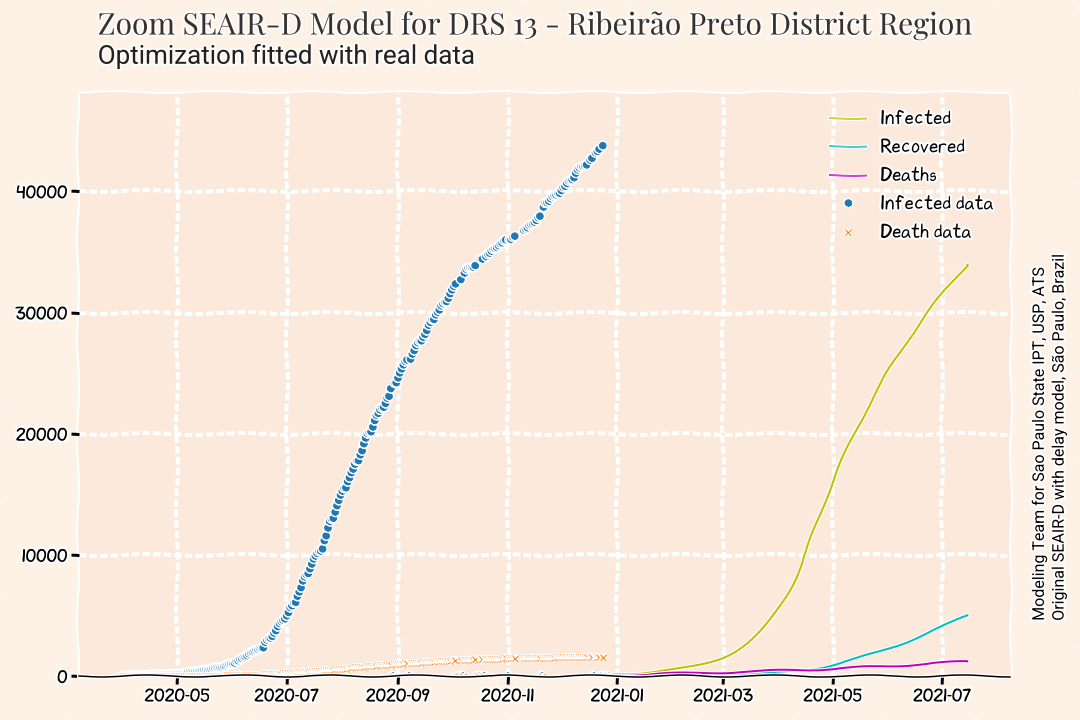 Zoom SEAIR-D Model for DRS 13 - Ribeirão Preto District Region
Optimization fitted with real data
Infected
Recovered
Deaths
Infected data
Death data
40000
30000
20000
10000
0
2020-05 2020-07 2020-09 2020-11 2021-01 2021-03 2021-05 2021-07
Modeling Team for Sao Paulo State IPT, USP, ATS
Original SEAIR-D with delay model, São Paulo, Brazil